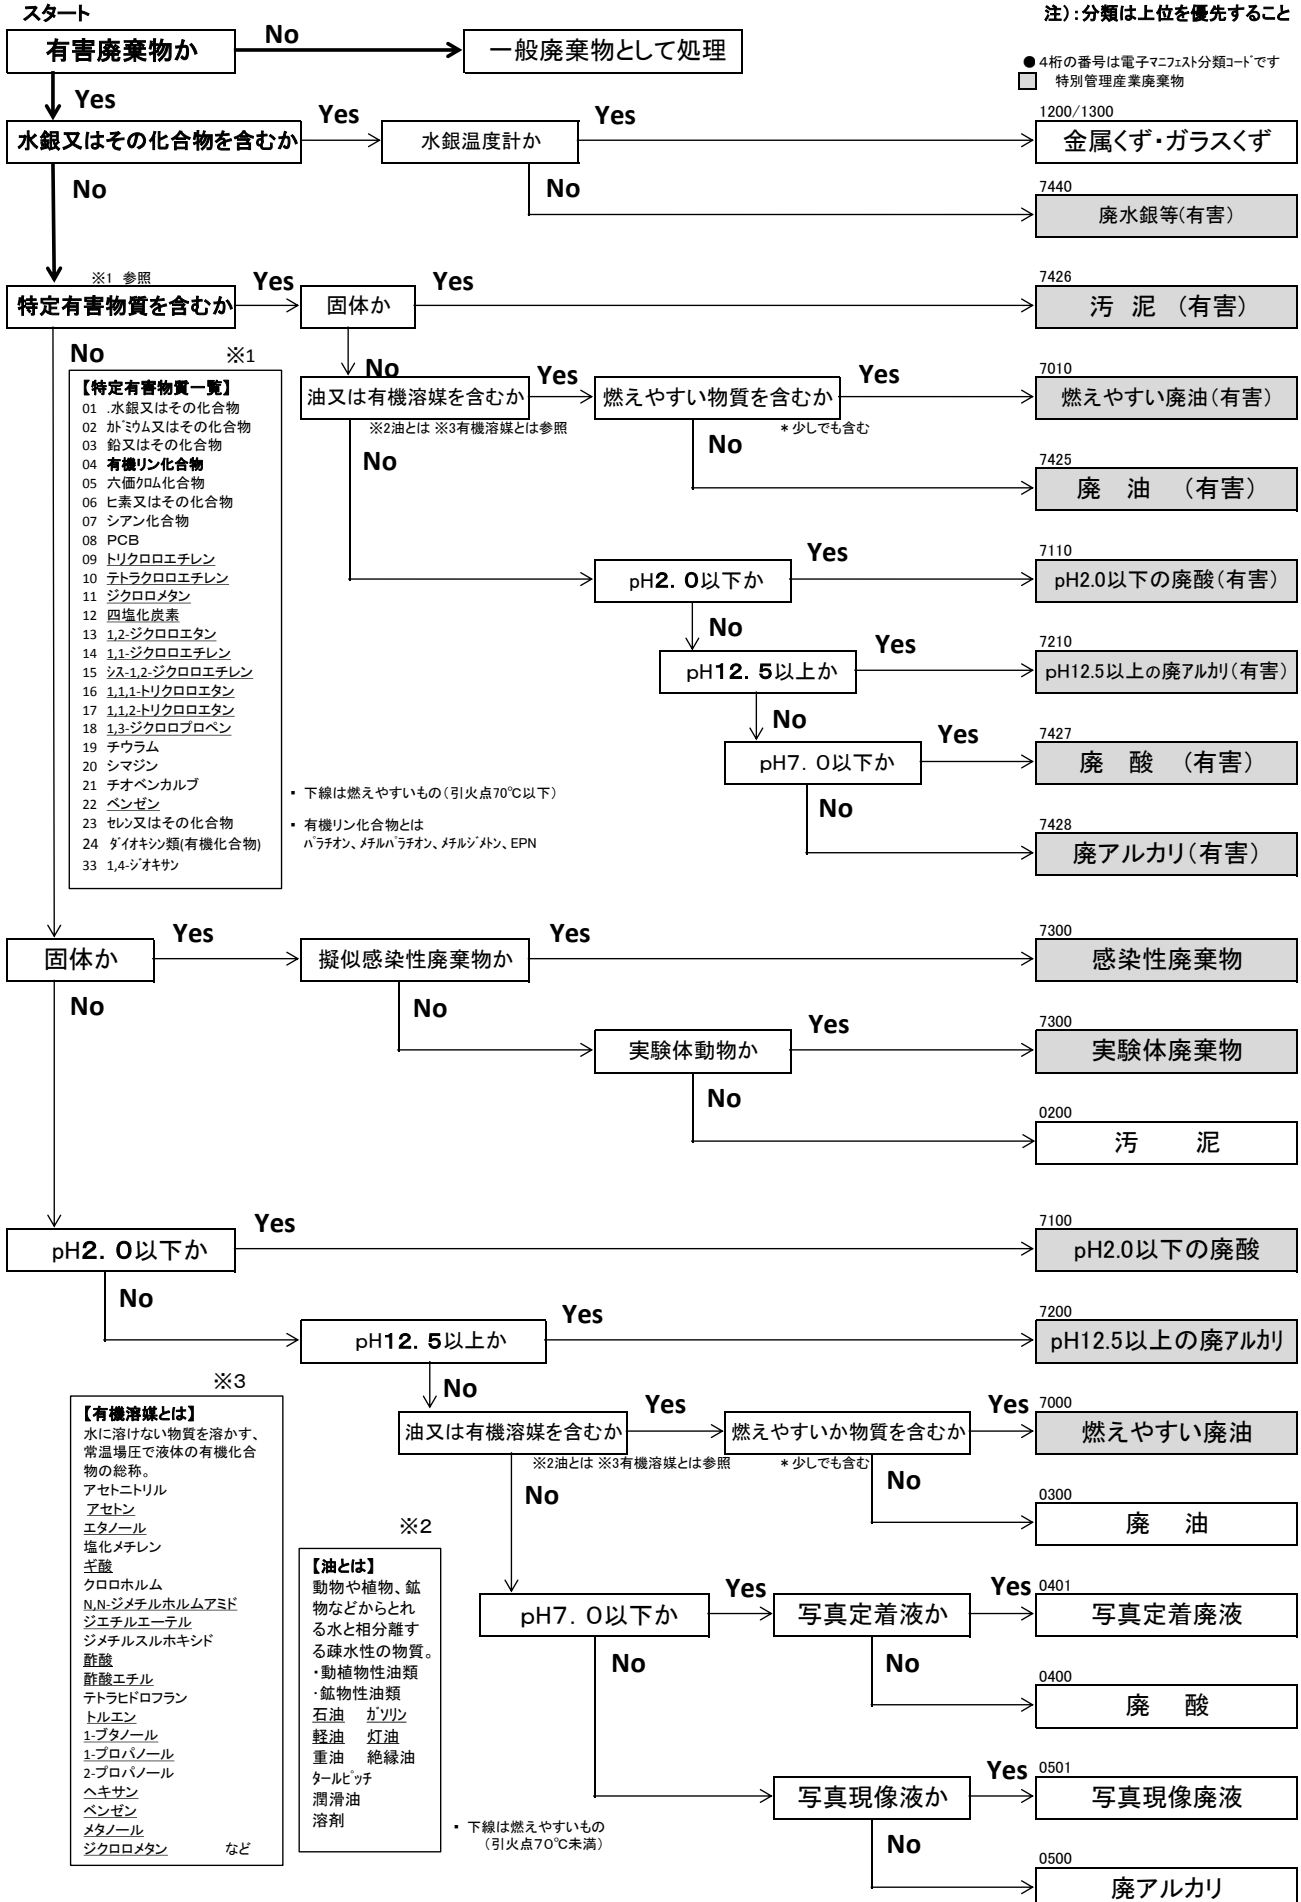 スタート
注）：分類は上位を優先すること
有害廃棄物か
No
一般廃棄物として処理
●4桁の番号は電子マニフェスト分類コードです
特別管理産業廃棄物
Yes
水銀又はその化合物を含むか
Yes
水銀温度計か
Yes
1200/1300
金属くず・ガラスくず
No
No
7440
廃水銀等(有害)
※1 参照
特定有害物質を含むか
Yes
固体か
Yes
7426
汚 泥 （有害）
No
※1
【特定有害物質一覧】
01 .水銀又はその化合物
02 カドミウム又はその化合物
03 鉛又はその化合物
04 有機リン化合物
05 六価クロム化合物
06 ヒ素又はその化合物
07 シアン化合物
08 PCB
09 トリクロロエチレン
10 テトラクロロエチレン
11 ジクロロメタン
12 四塩化炭素
13 1,2-ジクロロエタン
14 1,1-ジクロロエチレン
15 シス-1,2-ジクロロエチレン
16 1,1,1-トリクロロエタン
17 1,1,2-トリクロロエタン
18 1,3-ジクロロプロペン
19 チウラム
20 シマジン
21 チオベンカルブ
22 ベンゼン
23 セレン又はその化合物
24 ダイオキシン類(有機化合物)
33 1,4-ジオキサン
No
油又は有機溶媒を含むか
※2油とは ※3有機溶媒とは参照
Yes
燃えやすい物質を含むか
＊少しでも含む
Yes
7010
燃えやすい廃油（有害）
No
7425
廃 油 （有害）
No
pH2．0以下か
Yes
7110
pH2.0以下の廃酸（有害）
No
pH12．5以上か
Yes
7210
pH12.5以上の廃アルカリ（有害）
No
pH7．0以下か
Yes
7427
廃 酸 （有害）
No
7428
廃アルカリ（有害）
▪ 下線は燃えやすいもの（引火点70℃以下）
▪ 有機リン化合物とは
パラチオン、メチルパラチオン、メチルジメトン、EPN
固体か
Yes
擬似感染性廃棄物か
Yes
7300
感染性廃棄物
No
No
実験体動物か
Yes
7300
実験体廃棄物
No
0200
汚 泥
pH2．0以下か
Yes
7100
pH2.0以下の廃酸
No
pH12．5以上か
Yes
7200
pH12.5以上の廃アルカリ
No
油又は有機溶媒を含むか
※2油とは ※3有機溶媒とは参照
Yes
燃えやすいか物質を含むか
＊少しでも含む
Yes
7000
燃えやすい廃油
No
0300
廃 油
No
pH7．0以下か
Yes
写真定着液か
Yes
0401
写真定着廃液
No
0400
廃 酸
No
写真現像液か
Yes
0501
写真現像廃液
No
0500
廃アルカリ
※3
【有機溶媒とは】
水に溶けない物質を溶かす、
常温場圧で液体の有機化合
物の総称。
アセトニトリル
アセトン
エタノール
塩化メチレン
ギ酸
クロロホルム
N,N-ジメチルホルムアミド
ジエチルエーテル
ジメチルスルホキシド
酢酸
酢酸エチル
テトラヒドロフラン
トルエン
1-ブタノール
1-プロパノール
2-プロパノール
ヘキサン
ベンゼン
メタノール
ジクロロメタン など
※2
【油とは】
動物や植物、鉱
物などからとれ
る水と相分離す
る疎水性の物質。
・動植物性油類
・鉱物性油類
石油 ガソリン
軽油 灯油
重油 絶縁油
タールピッチ
潤滑油
溶剤
▪ 下線は燃えやすいもの
（引火点７０℃未満）